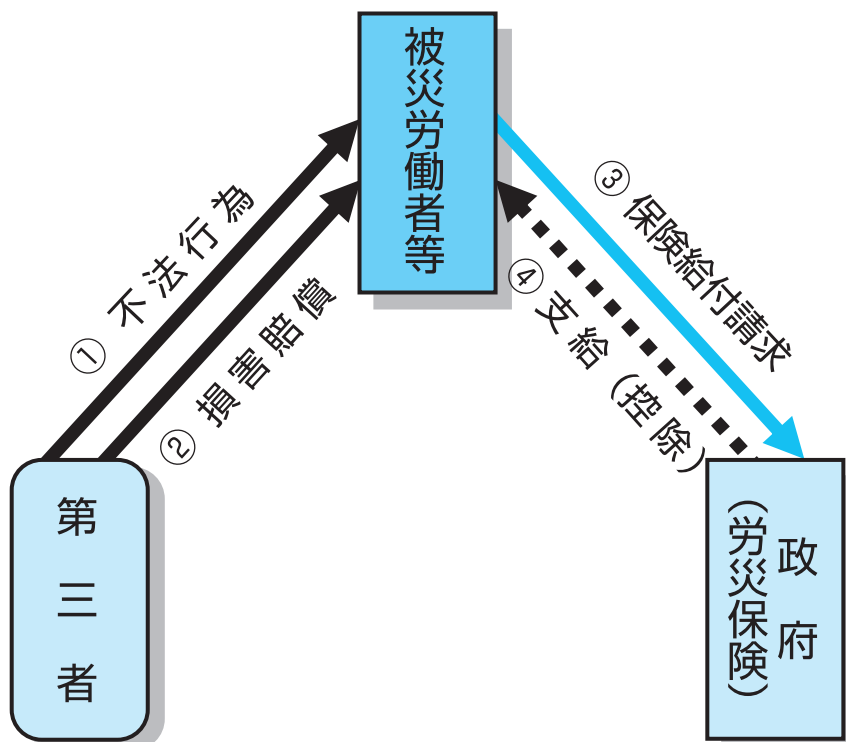 被災労働者等
① 不法行為
② 損害賠償
③ 保険給付請求
④ 支給（控除）
第三者
政府
（労災保険）